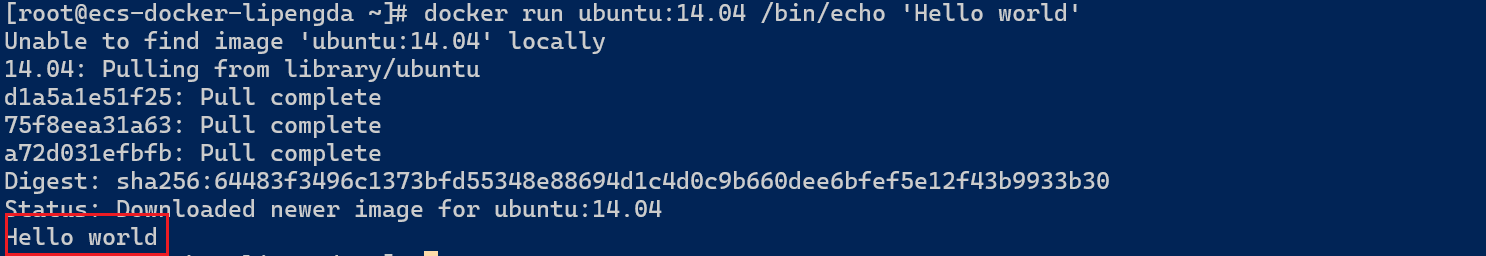 [root@ecs-docker-lipengda ~]# docker run ubuntu:14.04 /bin/echo 'Hello world'
Unable to find image 'ubuntu:14.04' locally
14.04: Pulling from library/ubuntu
d1a5a1e51f25: Pull complete
75f8eea31a63: Pull complete
a72d031efbfb: Pull complete
Digest: sha256:64483f3496c1373bfd55348e88694d1c4d0c9b660dee6bfef5e12f43b9933b30
Status: Downloaded newer image for ubuntu:14.04
Hello world